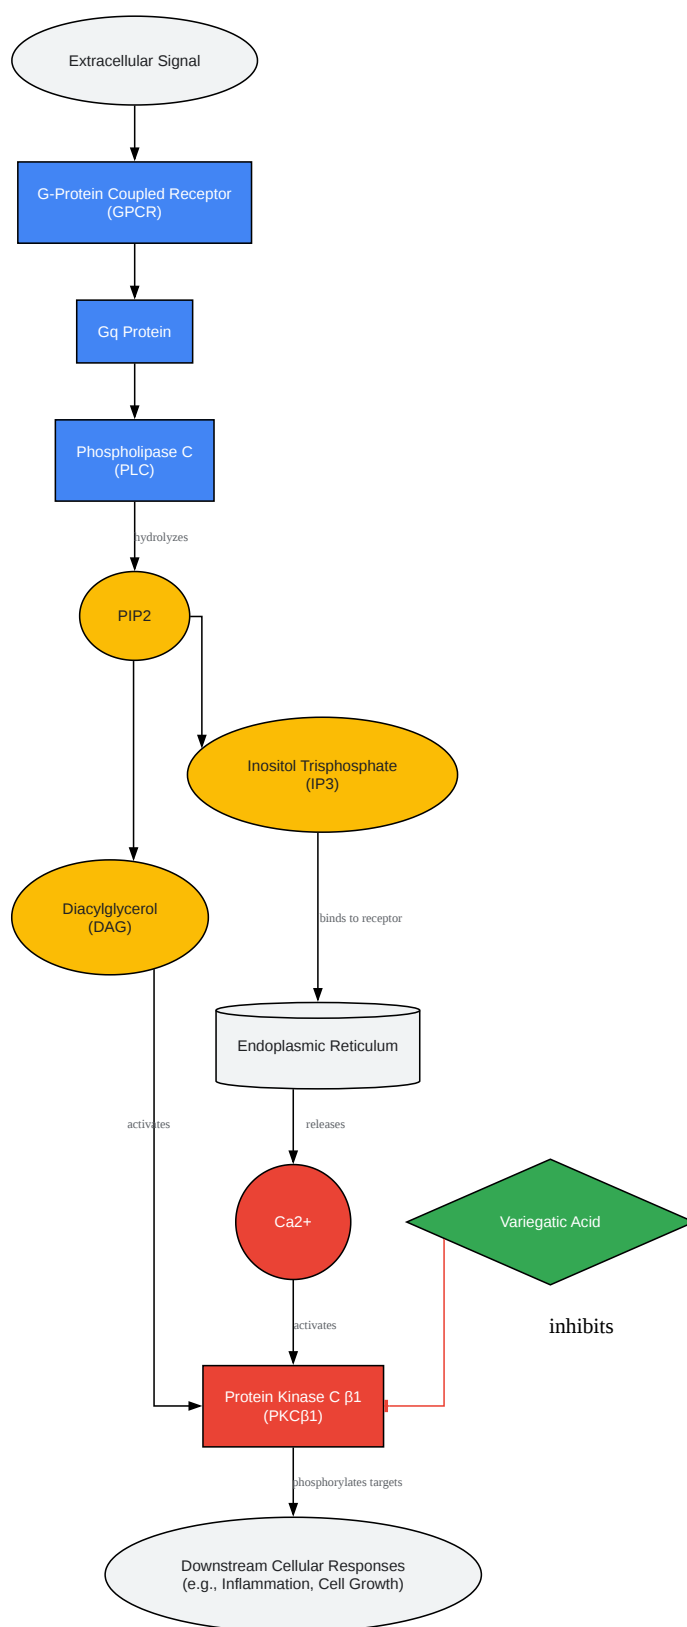 Extracellular Signal
G-Protein Coupled Receptor
(GPCR)
Gq Protein
Phospholipase C
(PLC)
hydrolyzes
PIP2
Inositol Trisphosphate
(IP3)
Diacylglycerol
(DAG)
binds to receptor
Endoplasmic Reticulum
activates
releases
Ca2+
Variegatic Acid
activates
inhibits
Protein Kinase C β1
(PKCβ1)
phosphorylates targets
Downstream Cellular Responses
(e.g., Inflammation, Cell Growth)